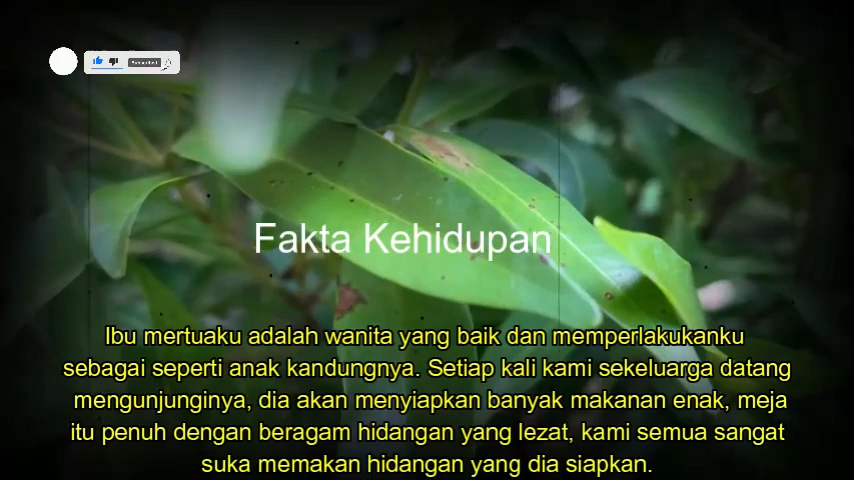 Fakta Kehidupan
Ibu mertuaku adalah wanita yang baik dan memperlakukanku
sebagai seperti anak kandungnya. Setiap kali kami sekeluarga datang
mengunjunginya, dia akan menyiapkan banyak makanan enak, meja
itu penuh dengan beragam hidangan yang lezat, kami semua sangat
suka memakan hidangan yang dia siapkan.